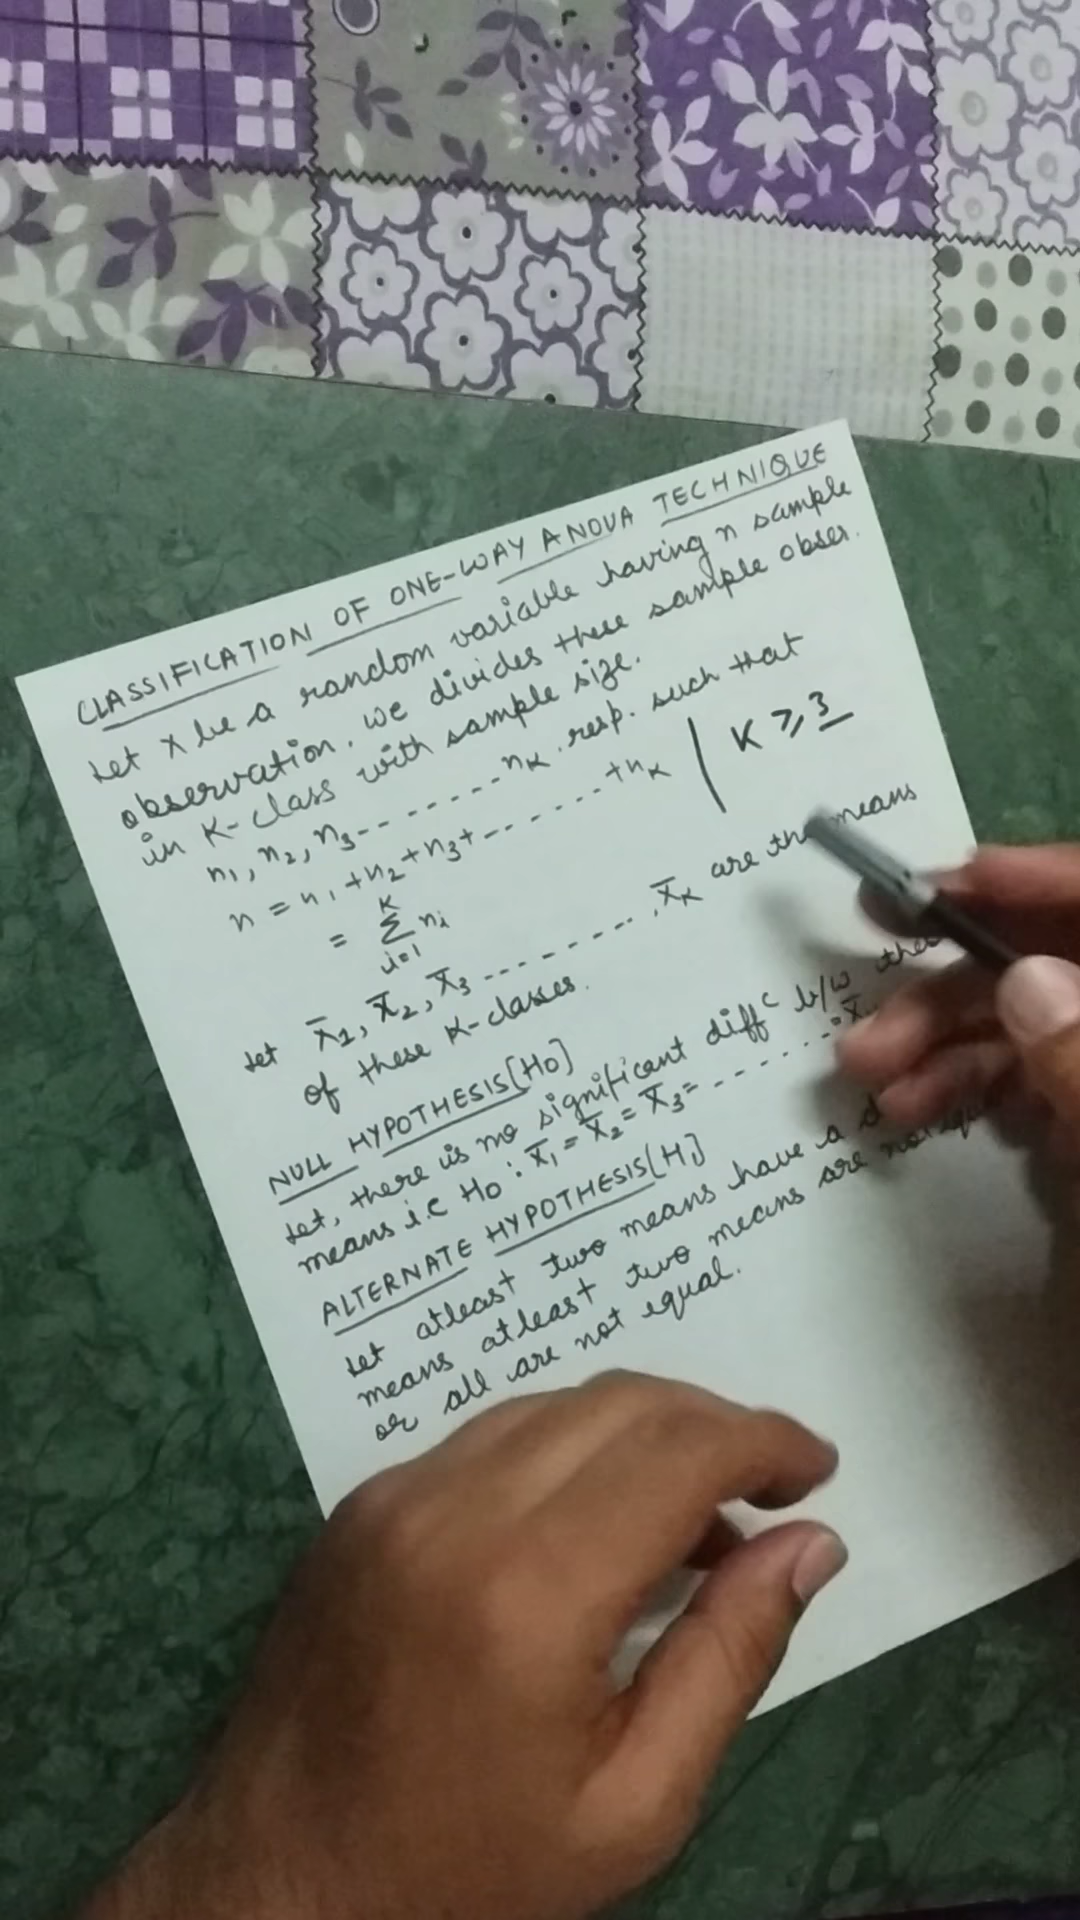 CLASSIFICATION OF ONE-WAY ANOVA TECHNIQUE
Let X be a random variable having n sample
observation. we divides these sample obser.
in K-class with sample size.
n1, n2, n3 ------- nK. resp. such that
n = n1 + n2 + n3 + ------- + nK | K ⩾ 3
= K Σ i=1 ni
Let X̄1, X̄2, X̄3 --------, X̄K are the means
of these K-classes.
NULL HYPOTHESIS[H0]
Let, there is no significant diffc b/w
means i.e H0 : X̄1 = X̄2 = X̄3 = -------
ALTERNATE HYPOTHESIS[H1]
Let atleast two means have a
means atleast two means are not
or all are not equal.